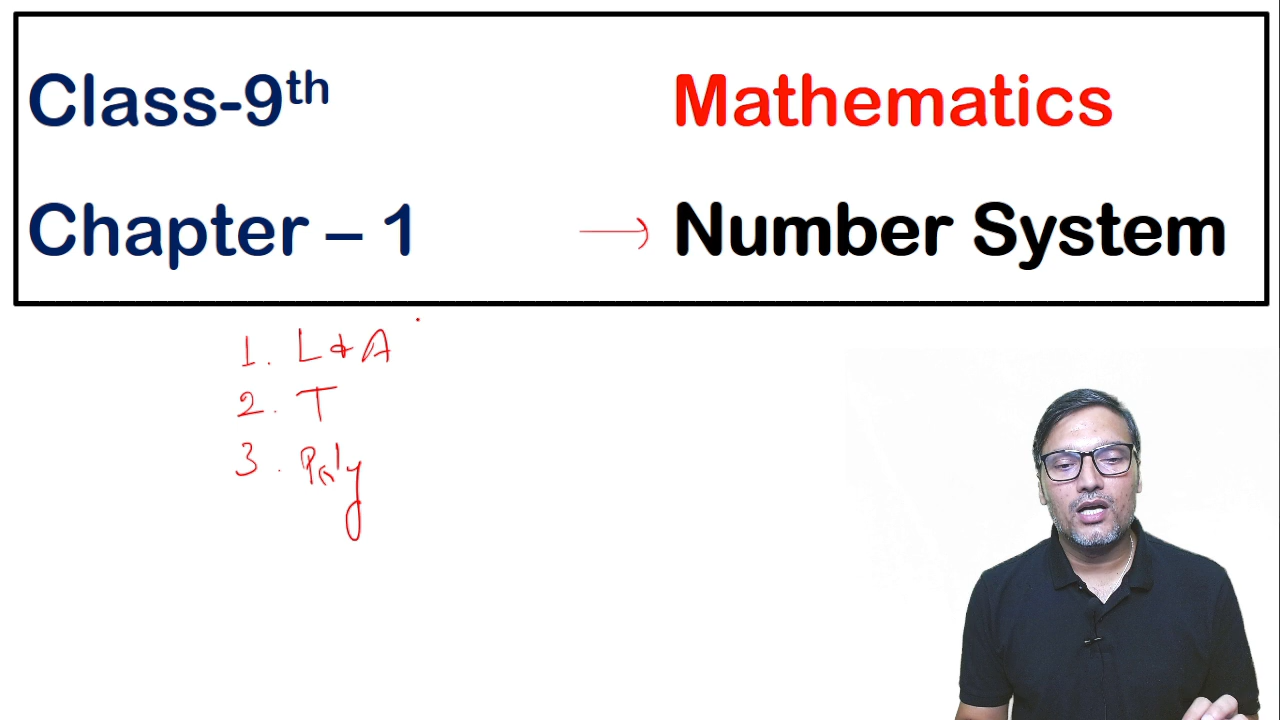 Class-9th Mathematics
Chapter – 1 → Number System
1. L & A
2. T
3. Poly